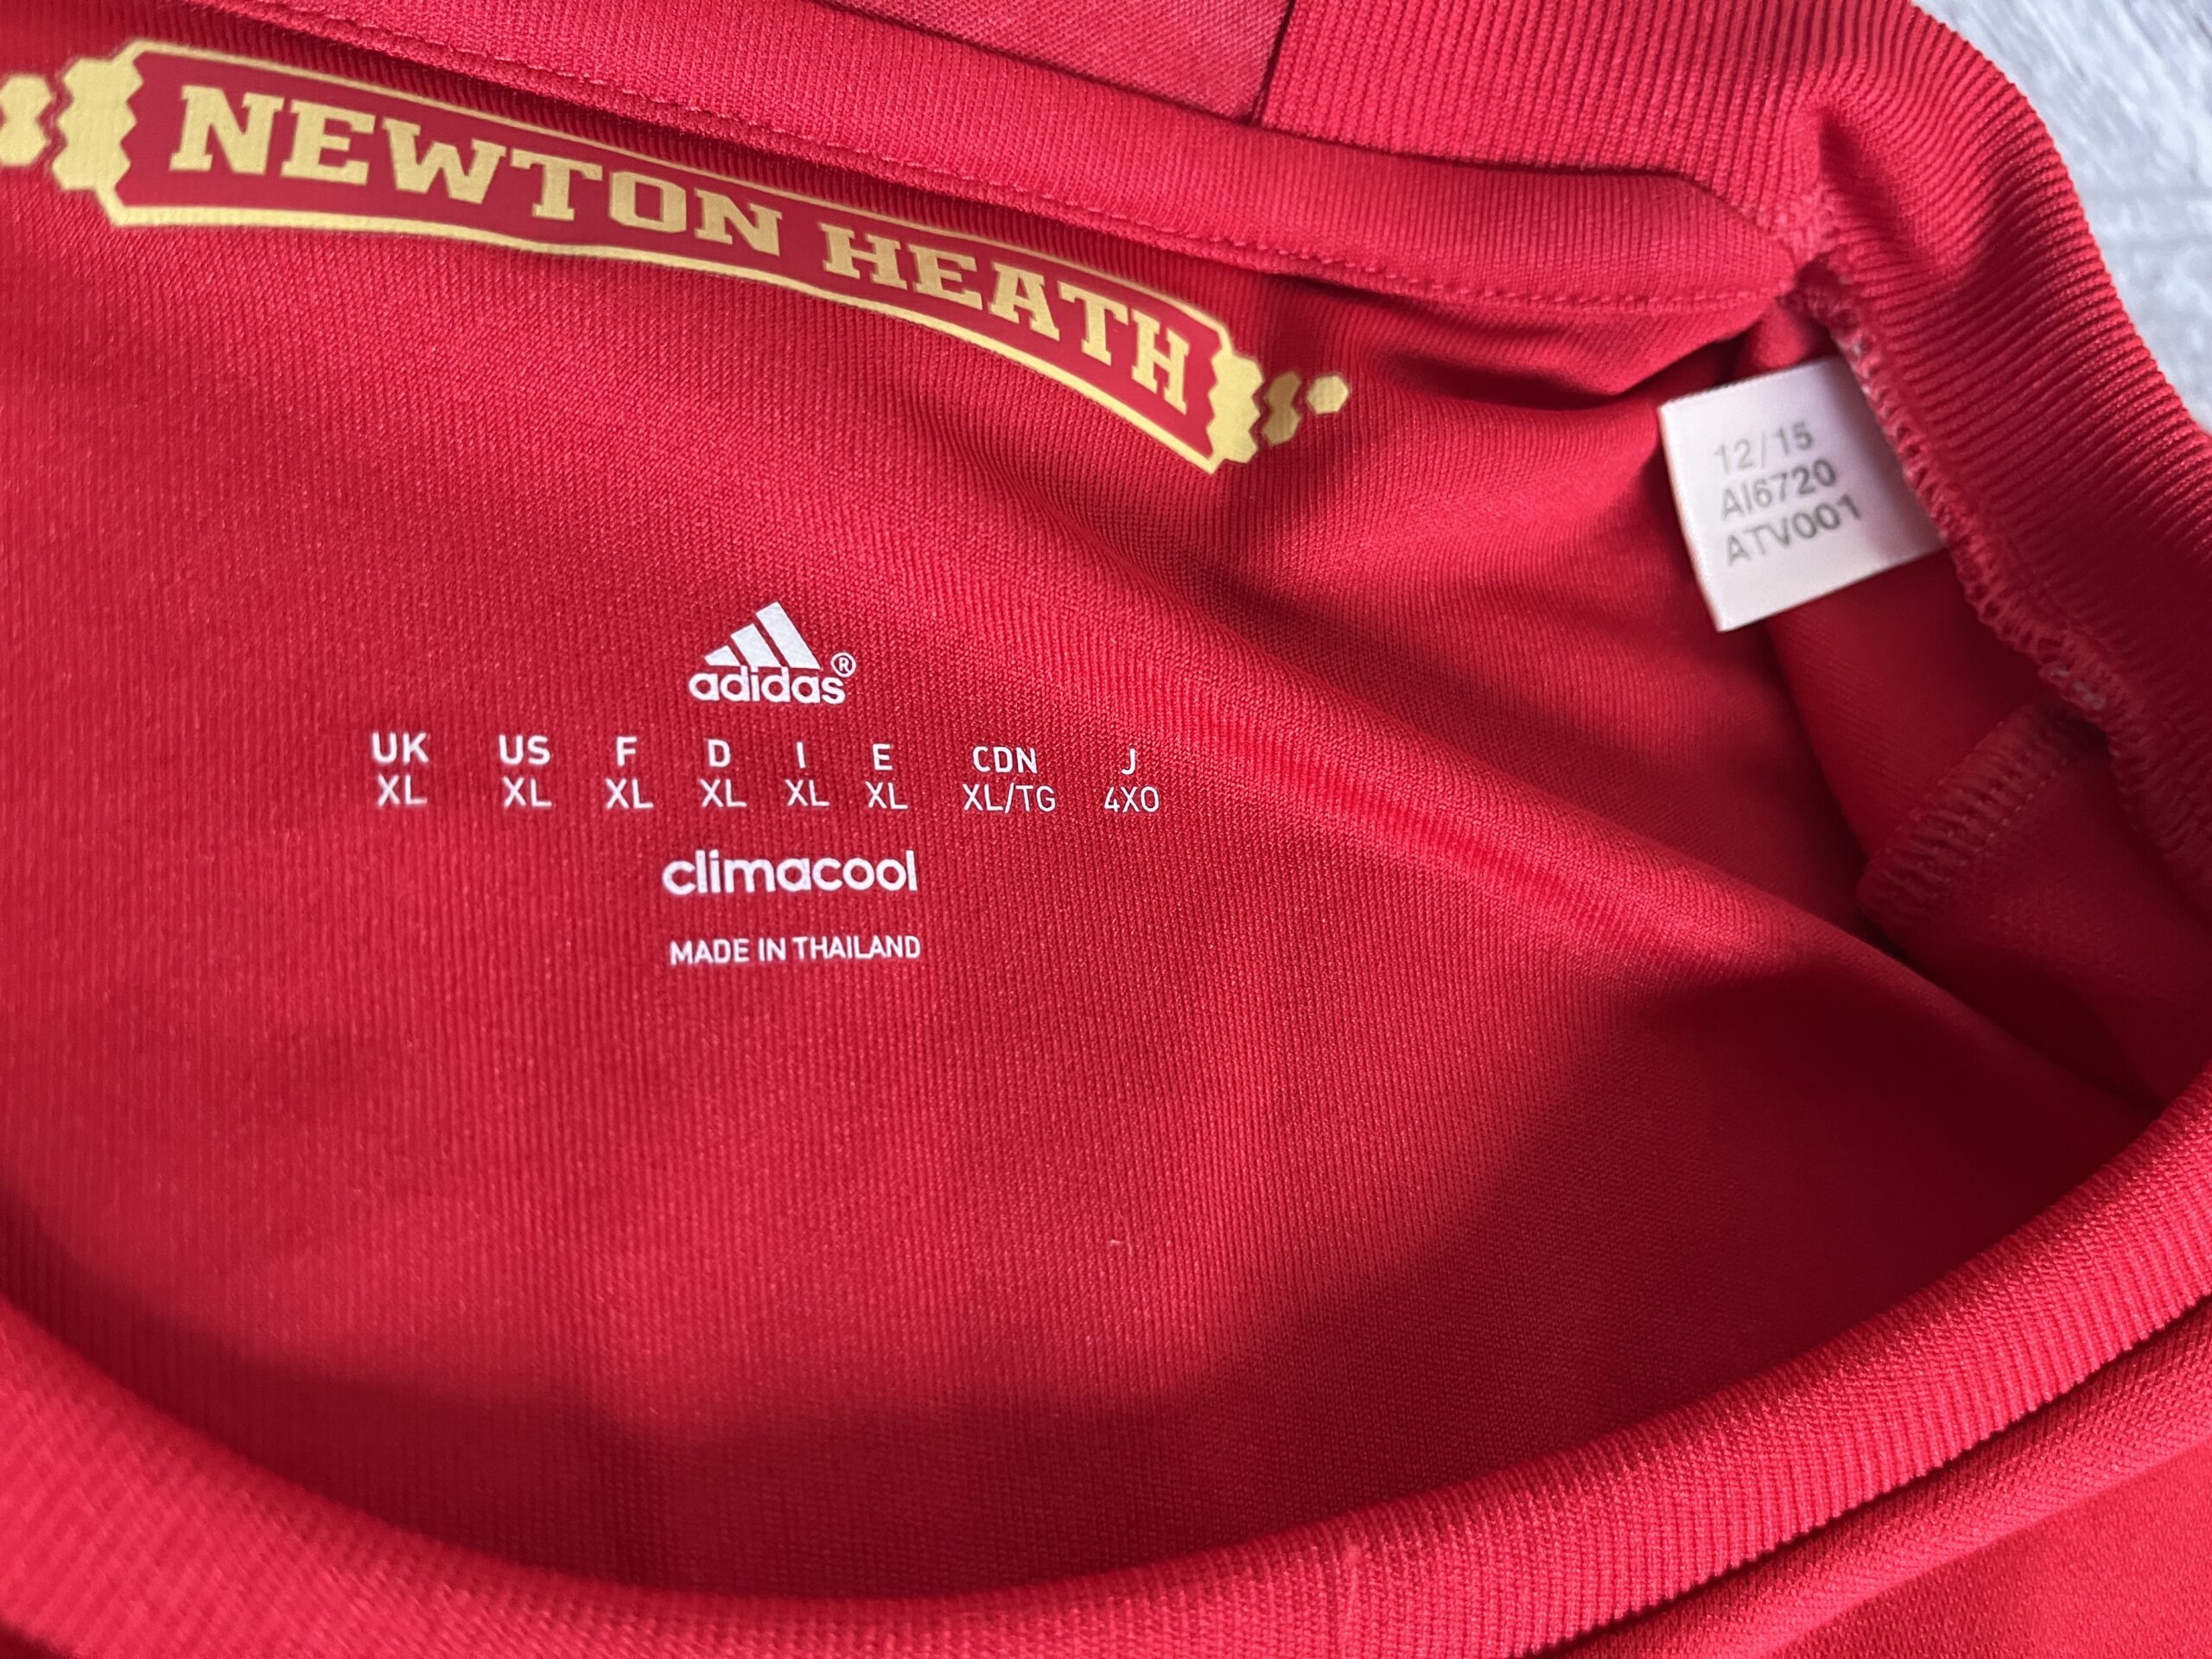 NEWTON HEATH
12/15
AI6720
ATV001
adidas®
UK US F D I E CDN J
XL XL XL XL XL XL XL/TG 4XO
climacool
MADE IN THAILAND